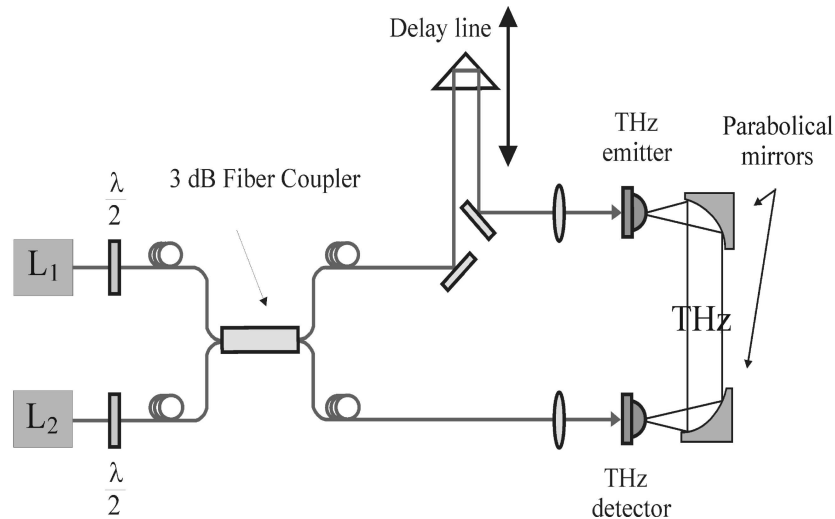 Delay line
THz
emitter
Parabolical
mirrors
3 dB Fiber Coupler
λ
2
L₁
THz
L₂
λ
2
THz
detector